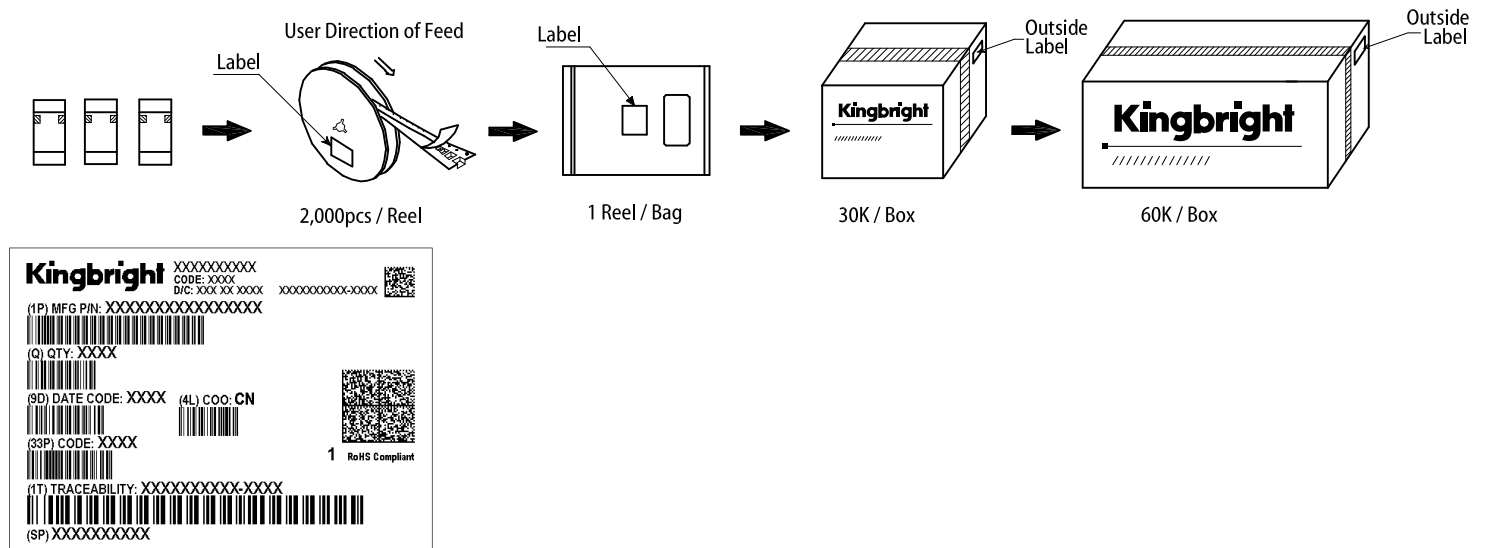 User Direction of Feed
Label
Label
Outside
Label
Outside
Label
Kingbright
Kingbright
2,000pcs / Reel
1 Reel / Bag
30K / Box
60K / Box
Kingbright
XXXXXXXXXX
CODE: XXXX
D/C: XXX XX XXXX
XXXXXXXXXX-XXXX
(1P) MFG P/N: XXXXXXXXXXXXXXXX
(Q) QTY: XXXX
(9D) DATE CODE: XXXX
(4L) COO: CN
(33P) CODE: XXXX
1 RoHS Compliant
(1T) TRACEABILITY: XXXXXXXXXX-XXXX
(SP) XXXXXXXXXX